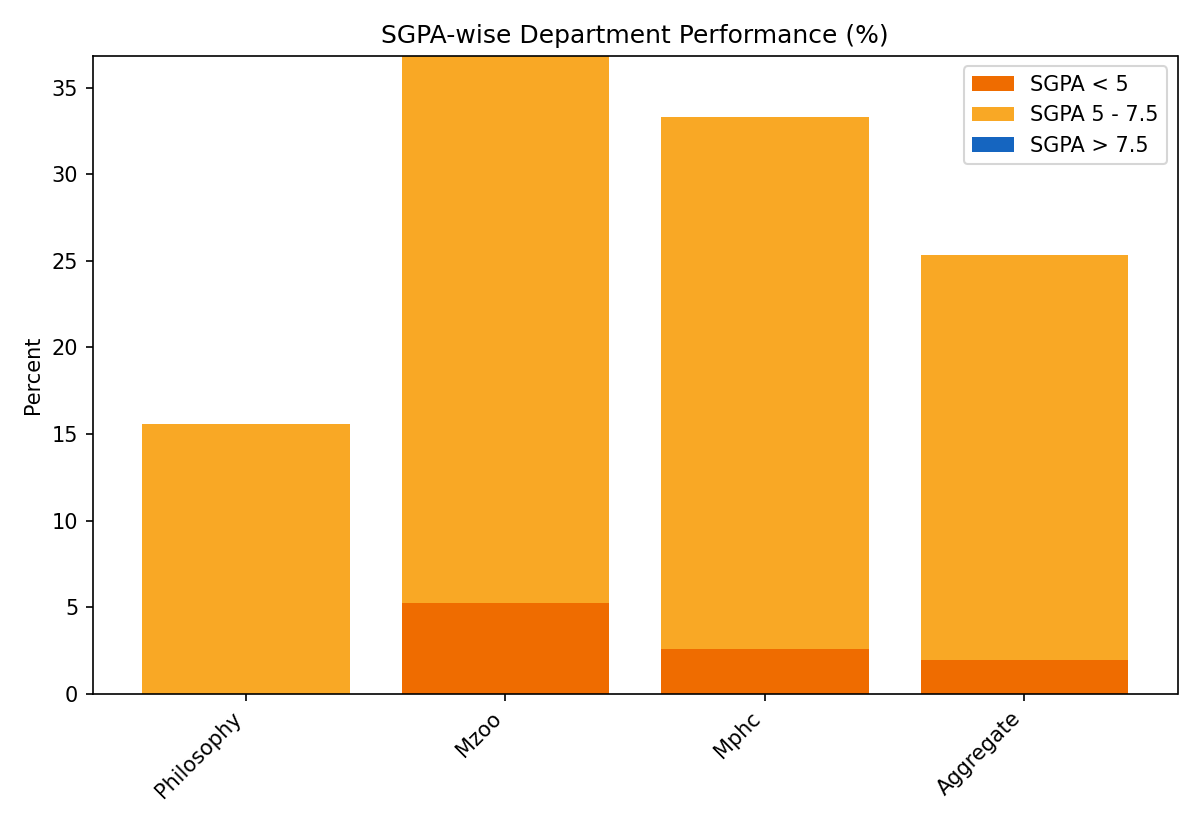 SGPA-wise Department Performance (%)
SGPA < 5
SGPA 5 - 7.5
SGPA > 7.5
Percent
35
30
25
20
15
10
5
0
Philosophy
Mzoo
Mphc
Aggregate